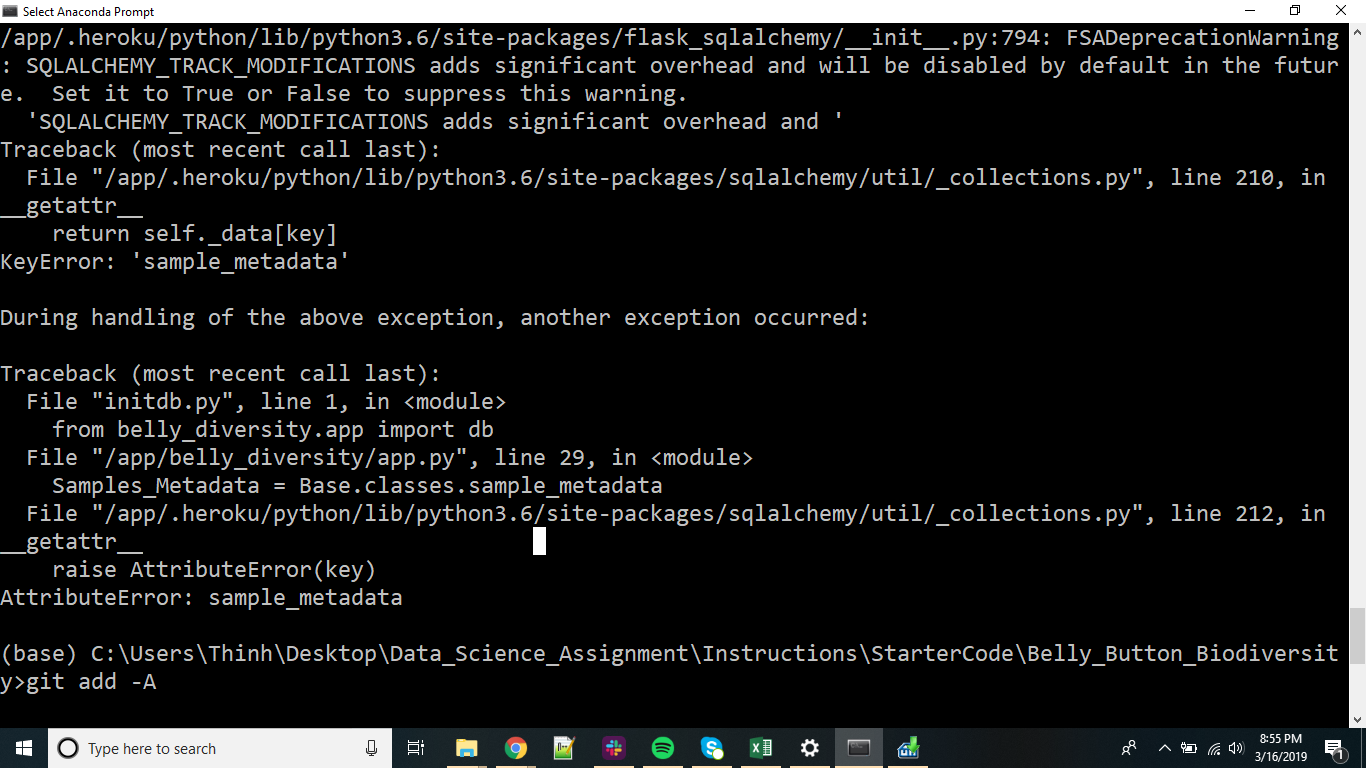 Select Anaconda Prompt
/app/.heroku/python/lib/python3.6/site-packages/flask_sqlalchemy/__init__.py:794: FSADeprecationWarning
: SQLALCHEMY_TRACK_MODIFICATIONS adds significant overhead and will be disabled by default in the futur
e.  Set it to True or False to suppress this warning.
  'SQLALCHEMY_TRACK_MODIFICATIONS adds significant overhead and '
Traceback (most recent call last):
  File "/app/.heroku/python/lib/python3.6/site-packages/sqlalchemy/util/_collections.py", line 210, in
__getattr__
    return self._data[key]
KeyError: 'sample_metadata'
During handling of the above exception, another exception occurred:
Traceback (most recent call last):
  File "initdb.py", line 1, in <module>
    from belly_diversity.app import db
  File "/app/belly_diversity/app.py", line 29, in <module>
    Samples_Metadata = Base.classes.sample_metadata
  File "/app/.heroku/python/lib/python3.6/site-packages/sqlalchemy/util/_collections.py", line 212, in
__getattr__
    raise AttributeError(key)
AttributeError: sample_metadata
(base) C:\Users\Thinh\Desktop\Data_Science_Assignment\Instructions\StarterCode\Belly_Button_Biodiversit
y>git add -A
Type here to search
8:55 PM
3/16/2019
1